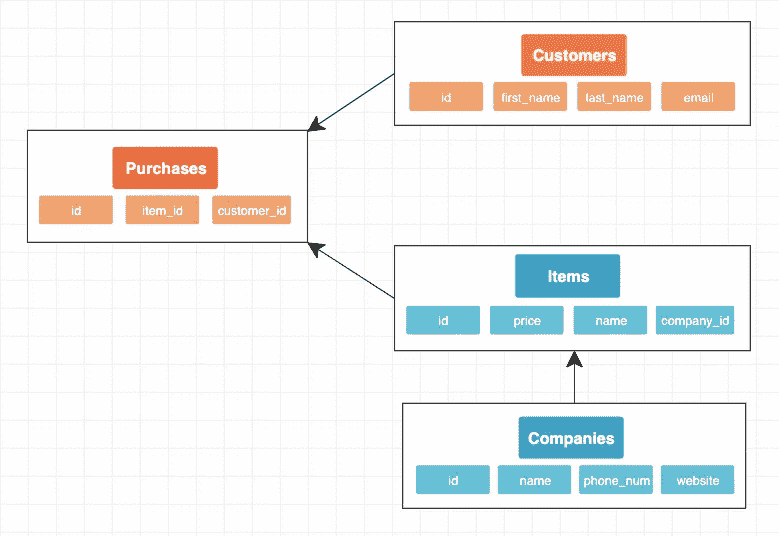 Customers
id first_name last_name email
Purchases
id item_id customer_id
Items
id price name company_id
Companies
id name phone_num website